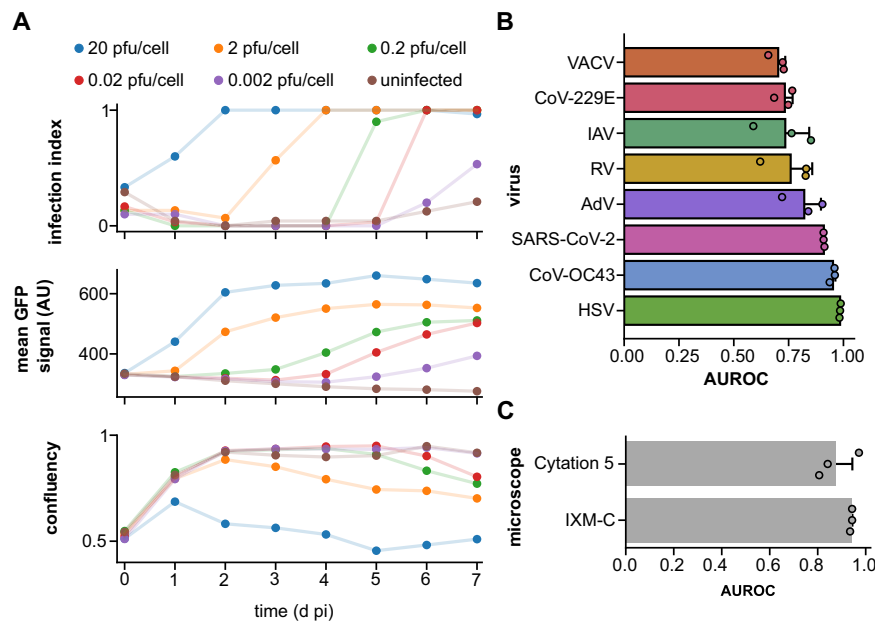 A
20 pfu/cell
2 pfu/cell
0.2 pfu/cell
0.02 pfu/cell
0.002 pfu/cell
uninfected
infection index
1
0
mean GFP
signal (AU)
600
400
confluency
1
0.5
0
1
2
3
4
5
6
7
time (d pi)
B
virus
VACV
CoV-229E
IAV
RV
AdV
SARS-CoV-2
CoV-OC43
HSV
0.00
0.25
0.50
0.75
1.00
AUROC
C
microscope
Cytation 5
IXM-C
0.0
0.2
0.4
0.6
0.8
1.0
AUROC